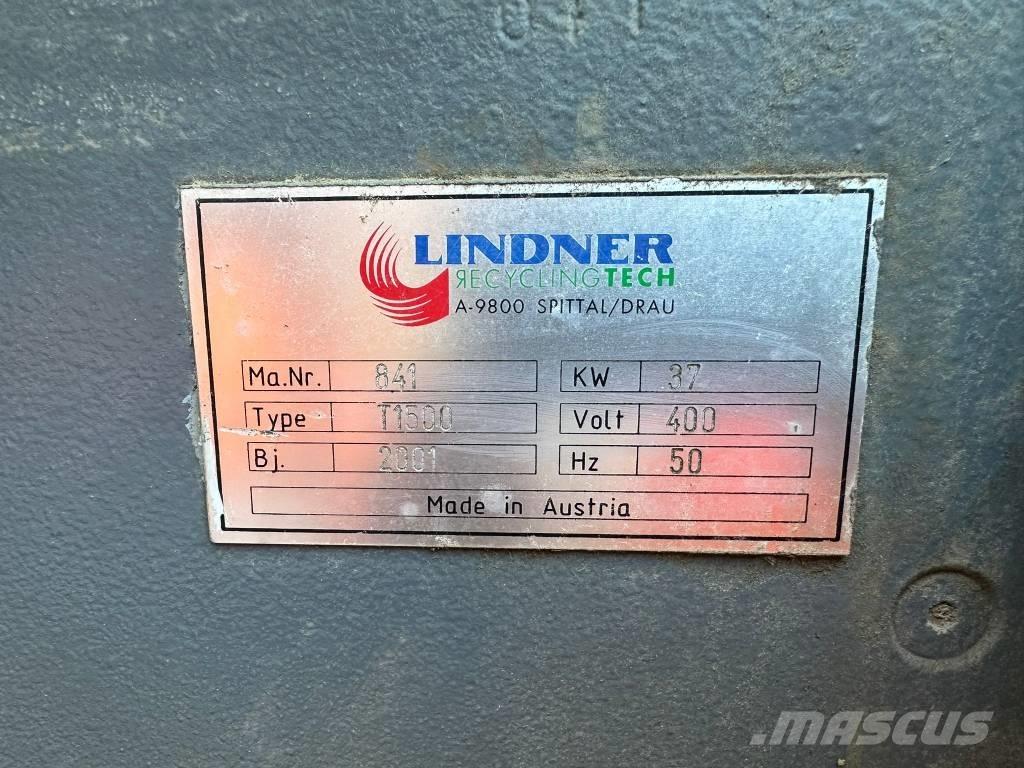 LINDNER
RECYCLINGTECH
A-9800 SPITTAL/DRAU
Ma.Nr. 841 KW 37
Type T1500 Volt 400
Bj. 2001 Hz 50
Made in Austria
MASCUS